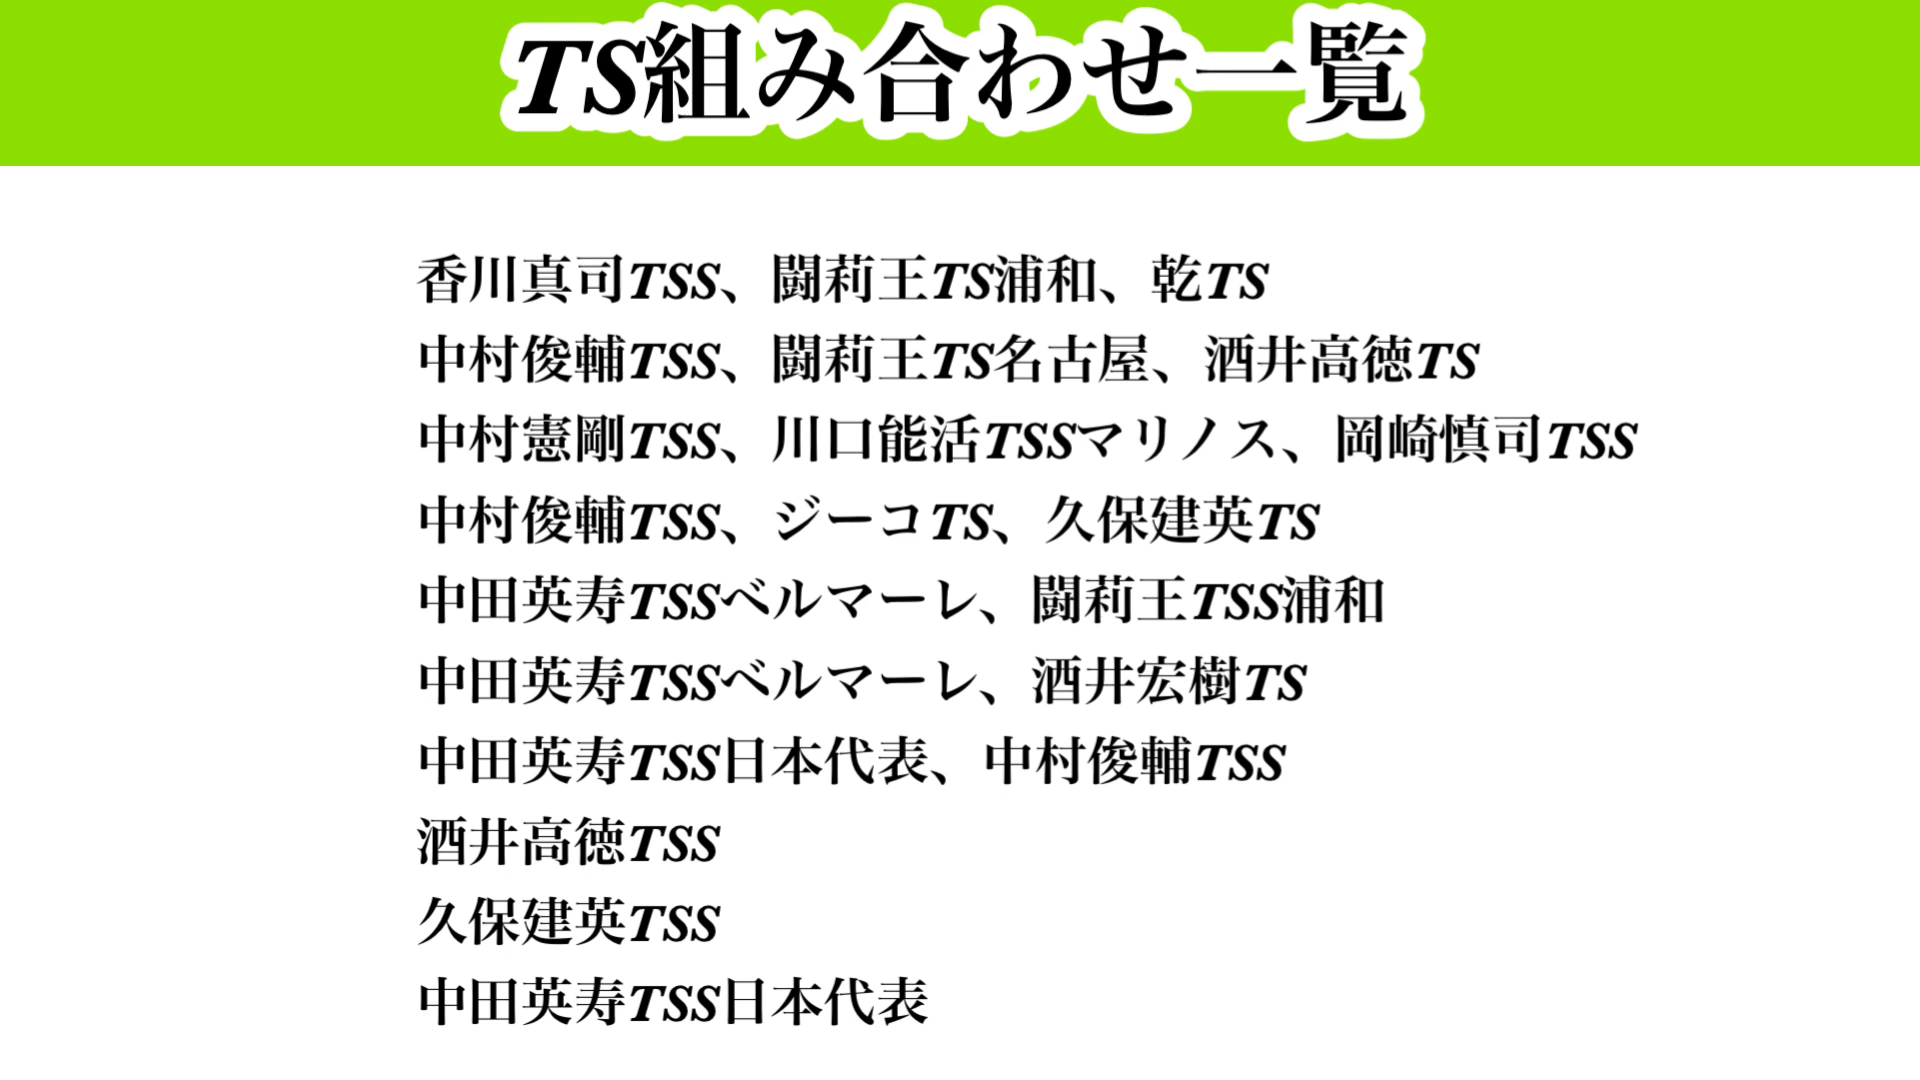 TS組み合わせ一覧
香川真司TSS、闘莉王TS浦和、乾TS
中村俊輔TSS、闘莉王TS名古屋、酒井高徳TS
中村憲剛TSS、川口能活TSSマリノス、岡崎慎司TSS
中村俊輔TSS、ジーコTS、久保建英TS
中田英寿TSSベルマーレ、闘莉王TSS浦和
中田英寿TSSベルマーレ、酒井宏樹TS
中田英寿TSS日本代表、中村俊輔TSS
酒井高徳TSS
久保建英TSS
中田英寿TSS日本代表